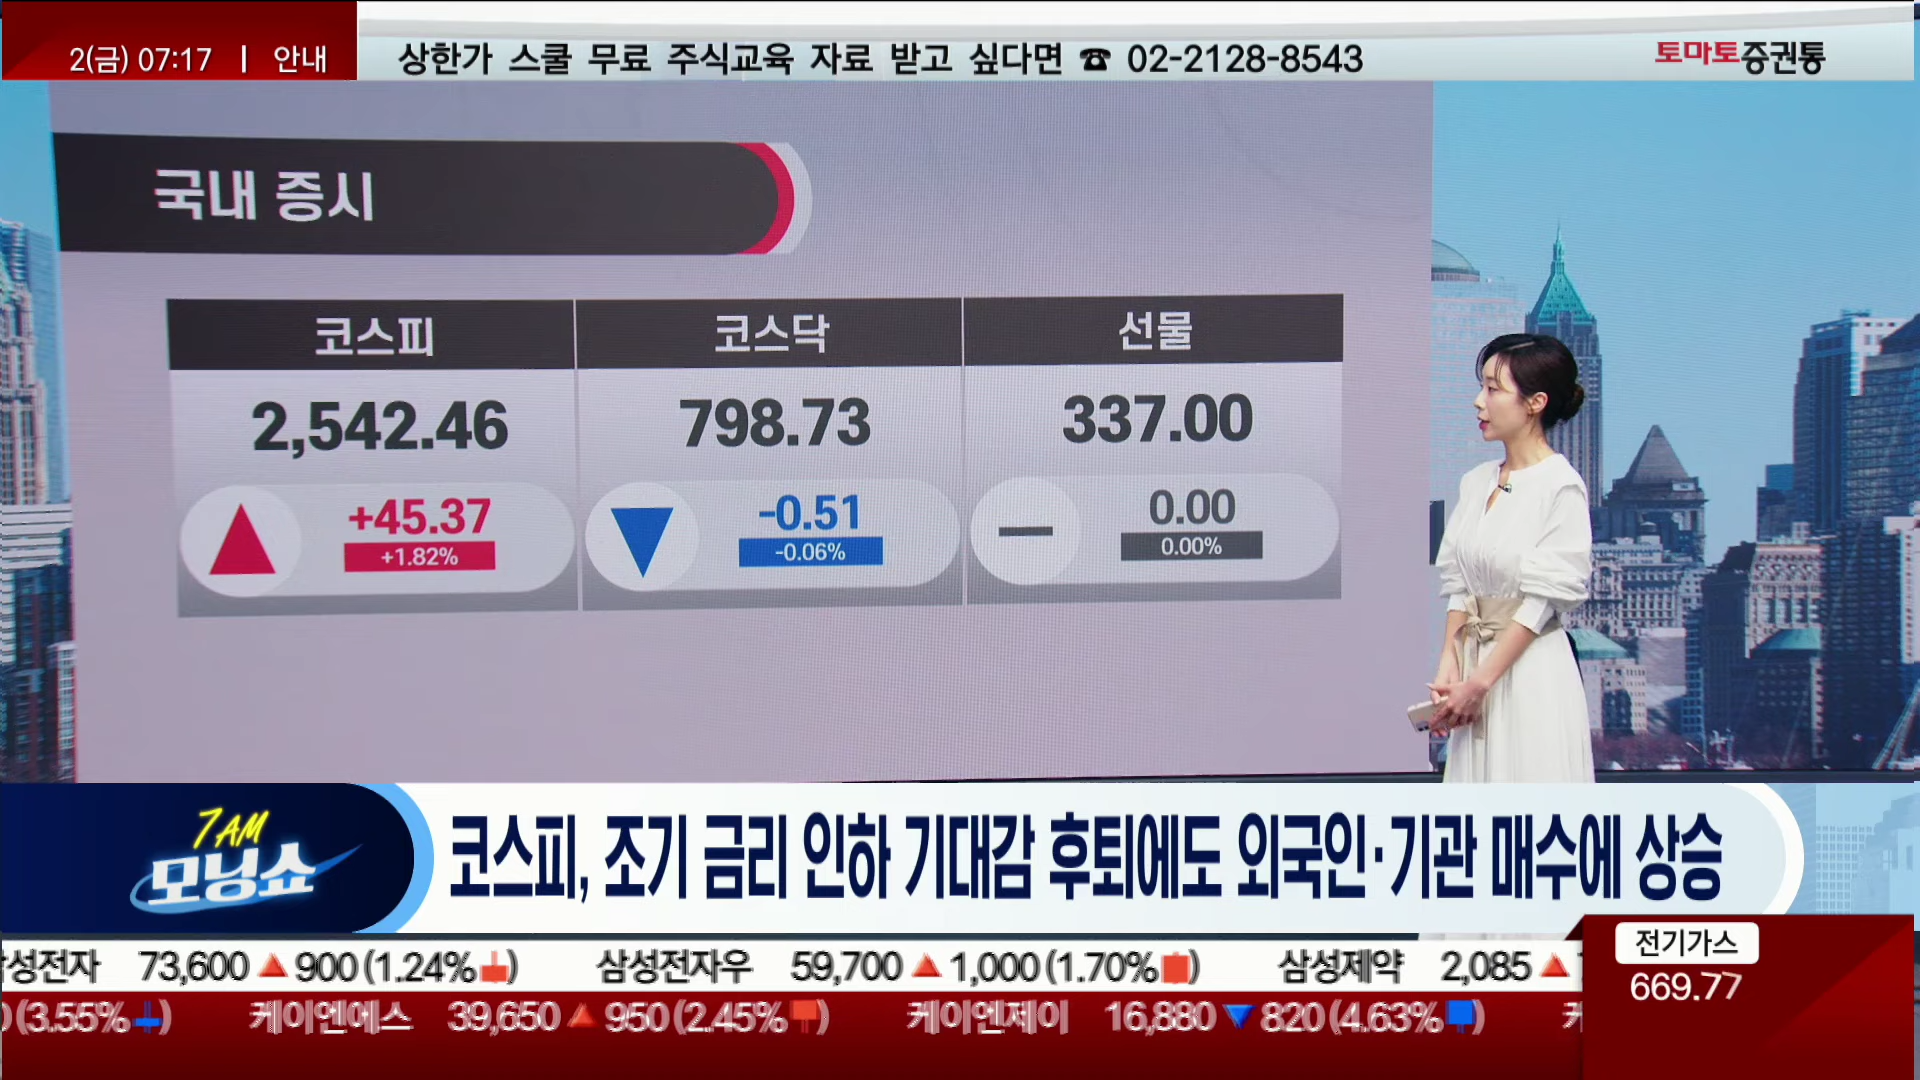 2(금) 07:17 | 안내
상한가 스쿨 무료 주식교육 자료 받고 싶다면 ☎ 02-2128-8543
토마토증권통
국내 증시
코스피 코스닥 선물
2,542.46 798.73 337.00
▲ +45.37 ▼ -0.51 - 0.00
+1.82% -0.06% 0.00%
7AM
모닝쇼
코스피, 조기 금리 인하 기대감 후퇴에도 외국인·기관 매수에 상승
성전자 73,600 ▲ 900 (1.24%) 삼성전자우 59,700 ▲ 1,000 (1.70%) 삼성제약 2,085 ▲
(3.55%) 케이엔에스 39,650 ▲ 950 (2.45%) 케이엔제이 16,880 ▼ 820 (4.63%)
전기가스
669.77